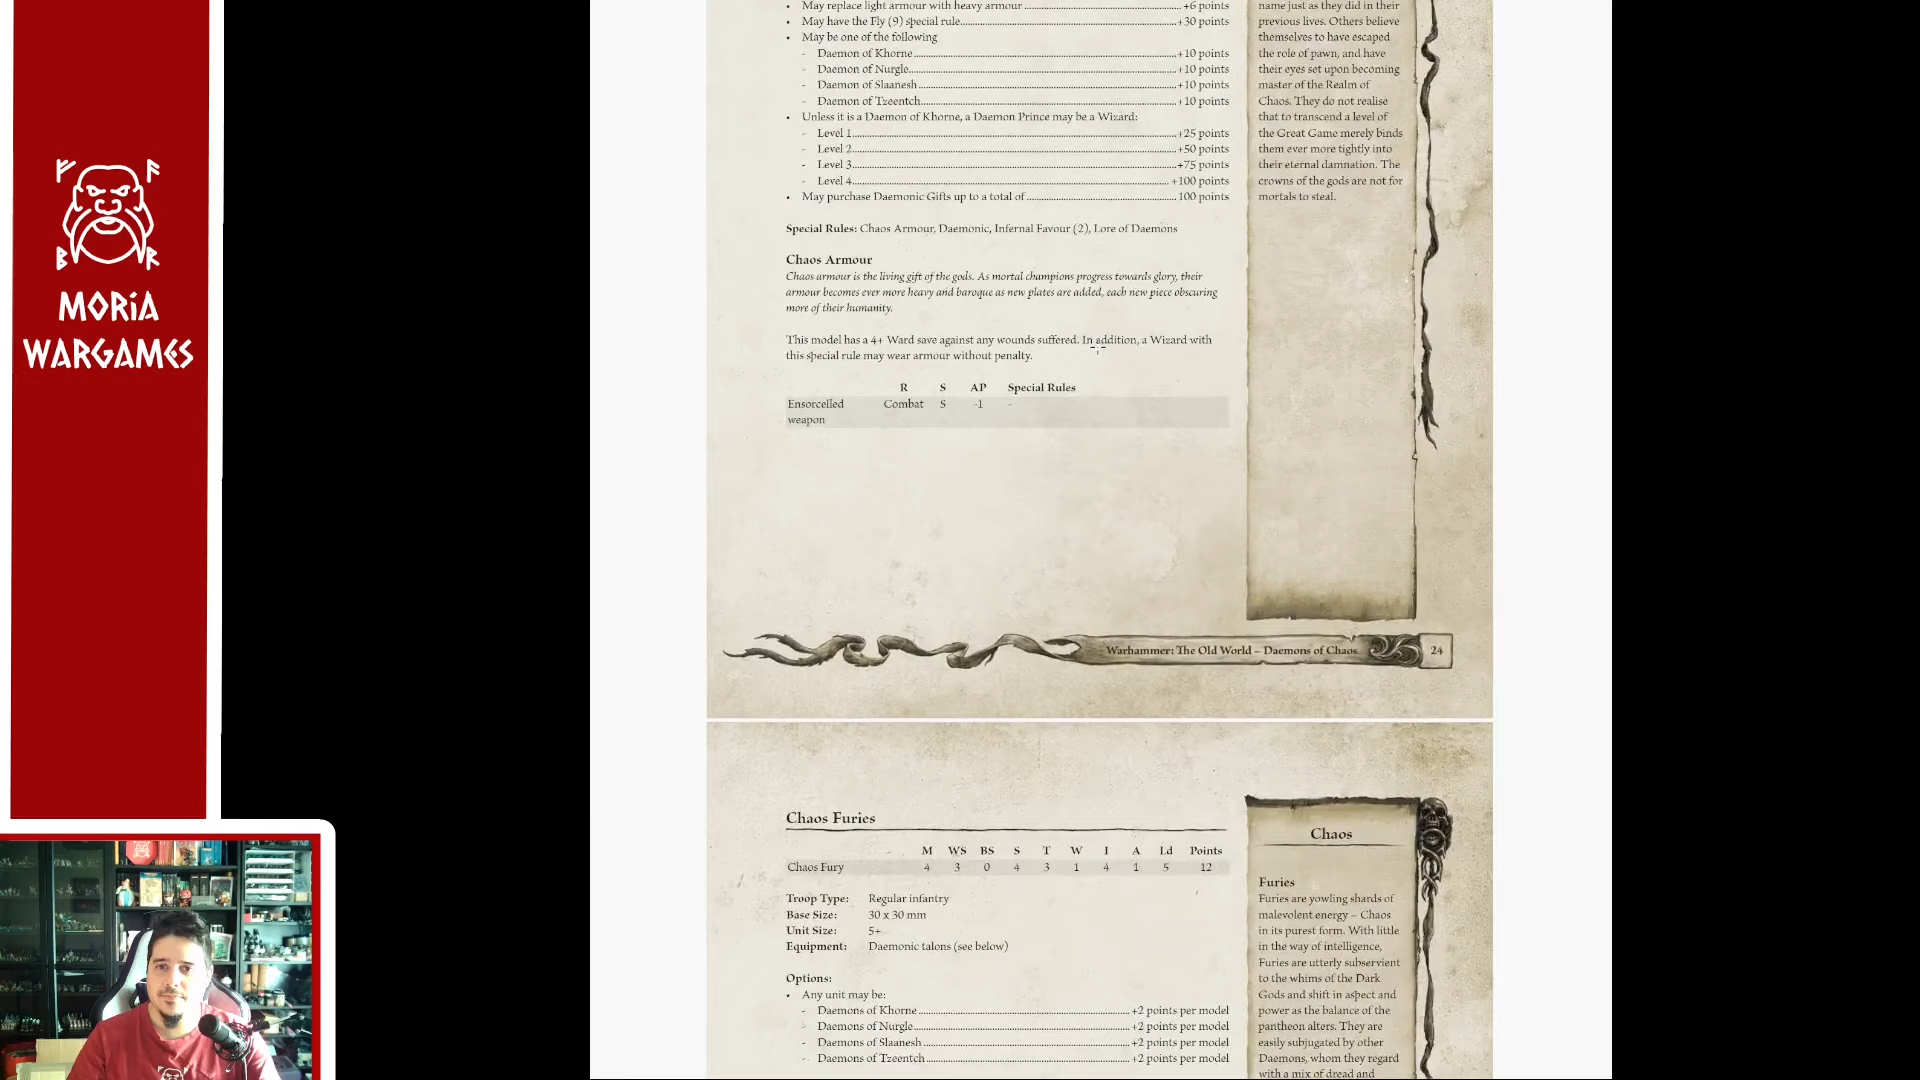 MORiA
WARGAMES
May replace light armour with heavy armour +6 points
• May have the Fly (9) special rule +30 points
• May be one of the following
- Daemon of Khorne +10 points
- Daemon of Nurgle +10 points
- Daemon of Slaanesh +10 points
- Daemon of Tzeentch +10 points
• Unless it is a Daemon of Khorne, a Daemon Prince may be a Wizard:
- Level 1 +25 points
- Level 2 +50 points
- Level 3 +75 points
- Level 4 +100 points
• May purchase Daemonic Gifts up to a total of 100 points
Special Rules: Chaos Armour, Daemonic, Infernal Favour (2), Lore of Daemons
Chaos Armour
Chaos armour is the living gift of the gods. As mortal champions progress towards glory, their
armour becomes ever more heavy and baroque as new plates are added, each new piece obscuring
more of their humanity.
This model has a 4+ Ward save against any wounds suffered. In addition, a Wizard with
this special rule may wear armour without penalty.
R S AP Special Rules
Ensorcelled Combat S -1 -
weapon
name just as they did in their
previous lives. Others believe
themselves to have escaped
the role of pawn, and have
their eyes set upon becoming
master of the Realm of
Chaos. They do not realise
that to transcend a level of
the Great Game merely binds
them ever more tightly into
their eternal damnation. The
crowns of the gods are not for
mortals to steal.
Warhammer: The Old World – Daemons of Chaos 24
Chaos Furies
M WS BS S T W I A Ld Points
Chaos Fury 4 3 0 4 3 1 4 1 5 12
Troop Type: Regular infantry
Base Size: 30 x 30 mm
Unit Size: 5+
Equipment: Daemonic talons (see below)
Options:
• Any unit may be:
- Daemons of Khorne +2 points per model
- Daemons of Nurgle +2 points per model
- Daemons of Slaanesh +2 points per model
- Daemons of Tzeentch +2 points per model
Chaos
Furies
Furies are yowling shards of
malevolent energy – Chaos
in its purest form. With little
in the way of intelligence,
Furies are utterly subservient
to the whims of the Dark
Gods and shift in aspect and
power as the balance of the
pantheon alters. They are
easily subjugated by other
Daemons, whom they regard
with a mix of dread and